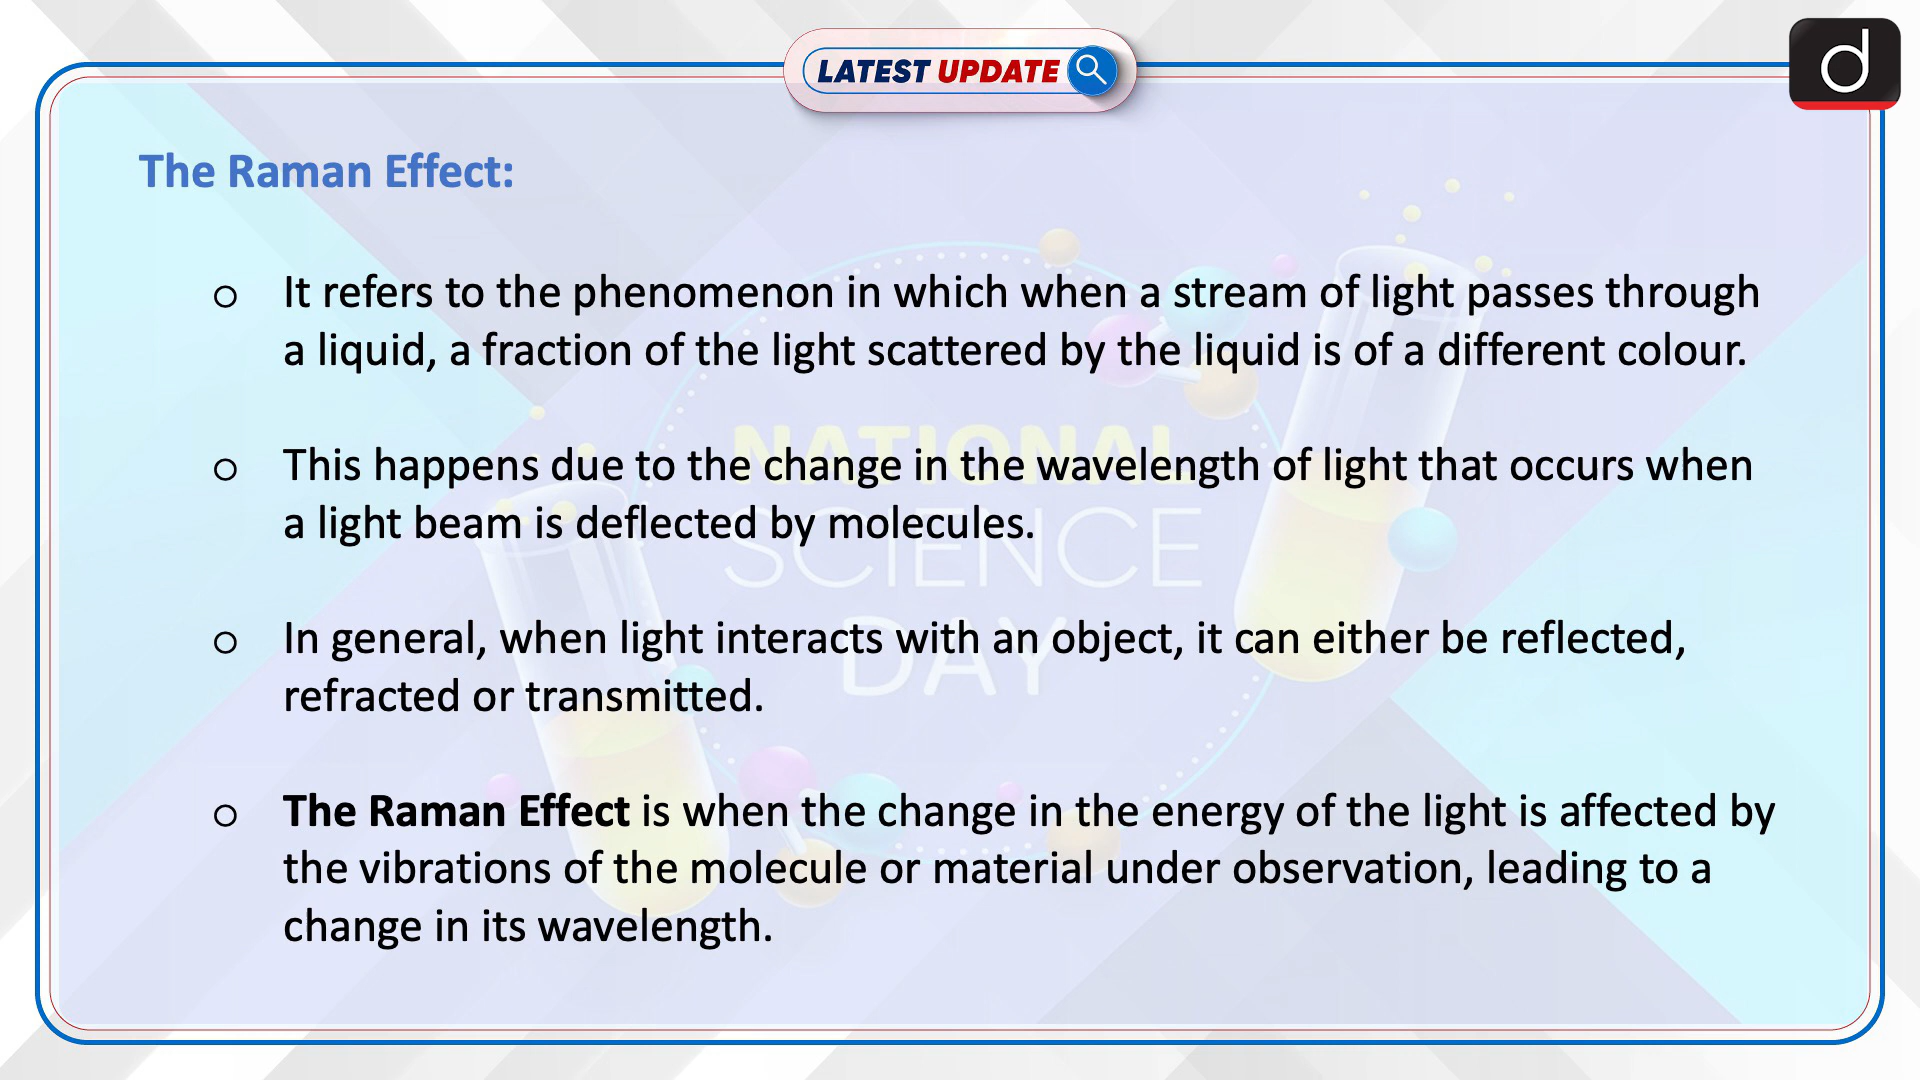 LATEST UPDATE
d
The Raman Effect:
o It refers to the phenomenon in which when a stream of light passes through
a liquid, a fraction of the light scattered by the liquid is of a different colour.
NATIONAL
o This happens due to the change in the wavelength of light that occurs when
a light beam is deflected by molecules.
SCIENCE
o In general, when light interacts with an object, it can either be reflected,
DAY
refracted or transmitted.
o The Raman Effect is when the change in the energy of the light is affected by
the vibrations of the molecule or material under observation, leading to a
change in its wavelength.